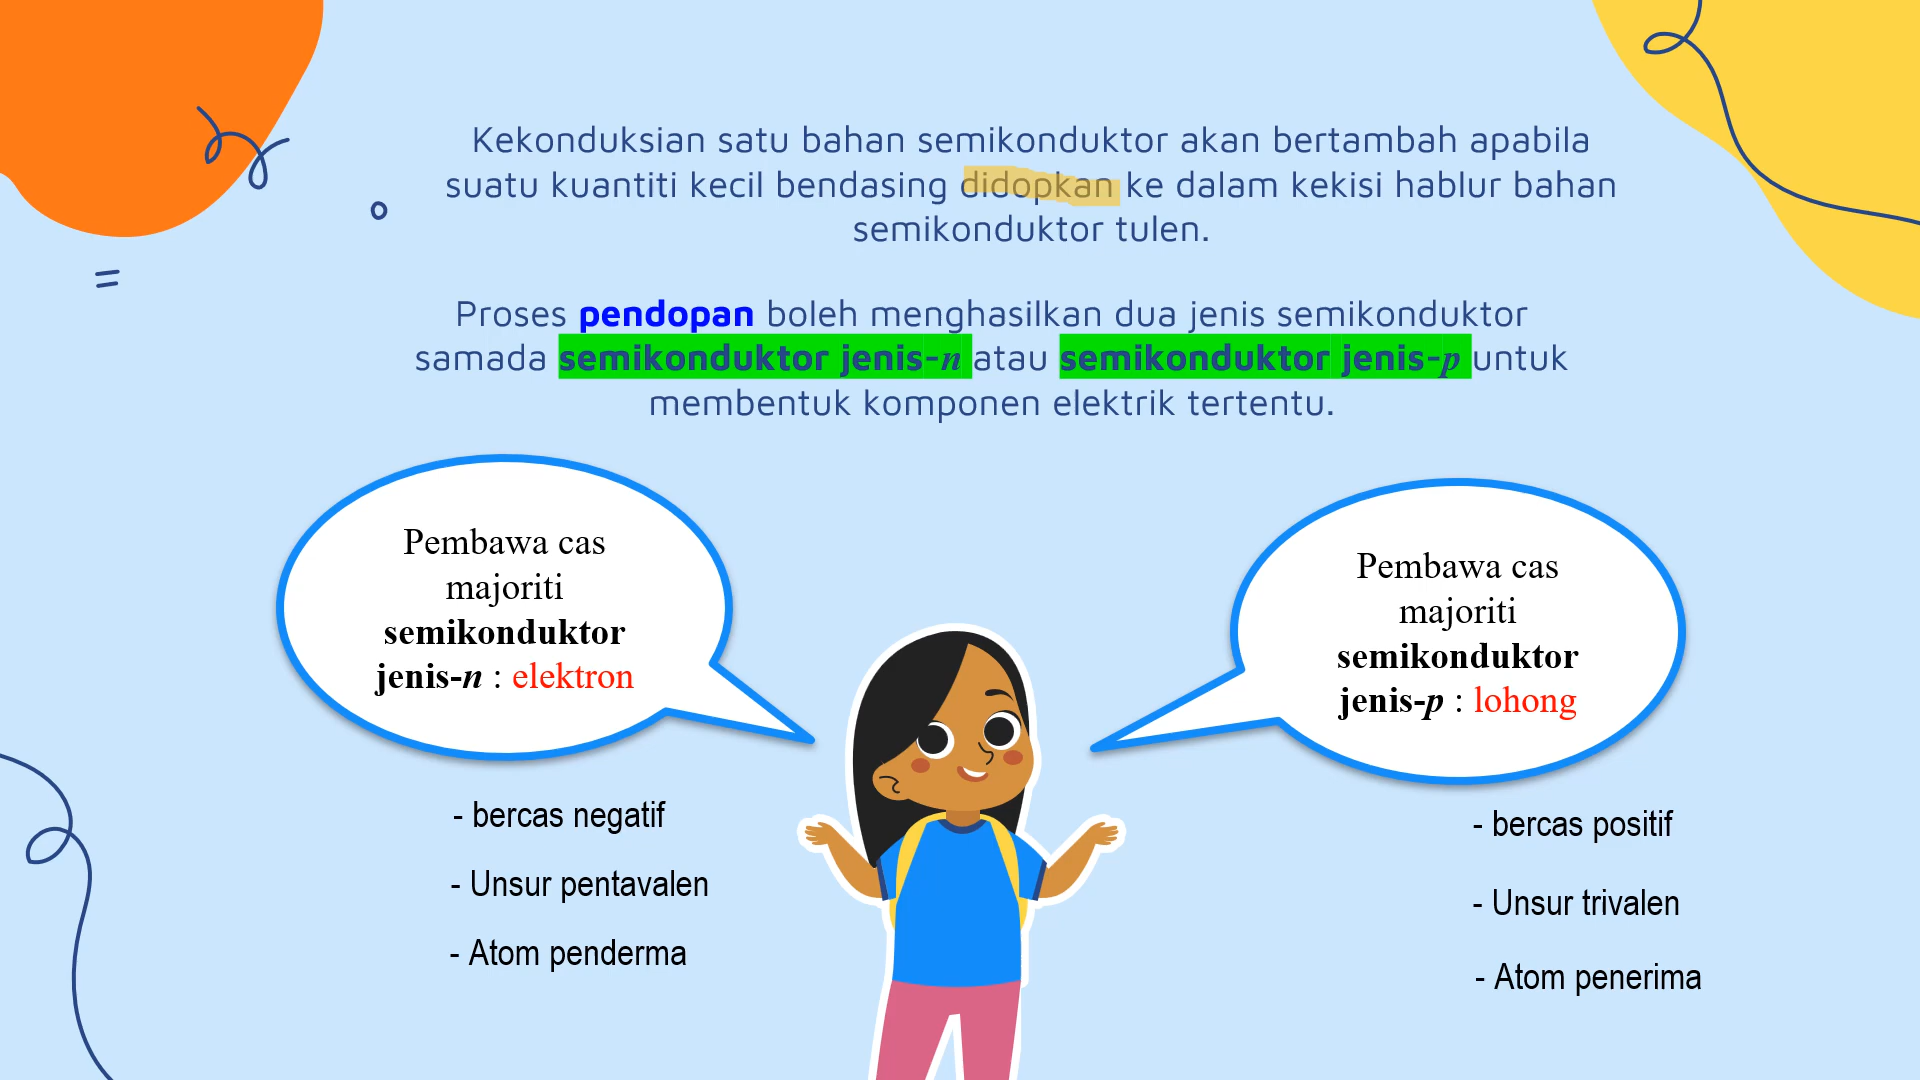 Kekonduksian satu bahan semikonduktor akan bertambah apabila
suatu kuantiti kecil bendasing didopkan ke dalam kekisi hablur bahan
semikonduktor tulen.
Proses pendopan boleh menghasilkan dua jenis semikonduktor
samada semikonduktor jenis-n atau semikonduktor jenis-p untuk
membentuk komponen elektrik tertentu.
Pembawa cas
majoriti
semikonduktor
jenis-n : elektron
- bercas negatif
- Unsur pentavalen
- Atom penderma
Pembawa cas
majoriti
semikonduktor
jenis-p : lohong
- bercas positif
- Unsur trivalen
- Atom penerima